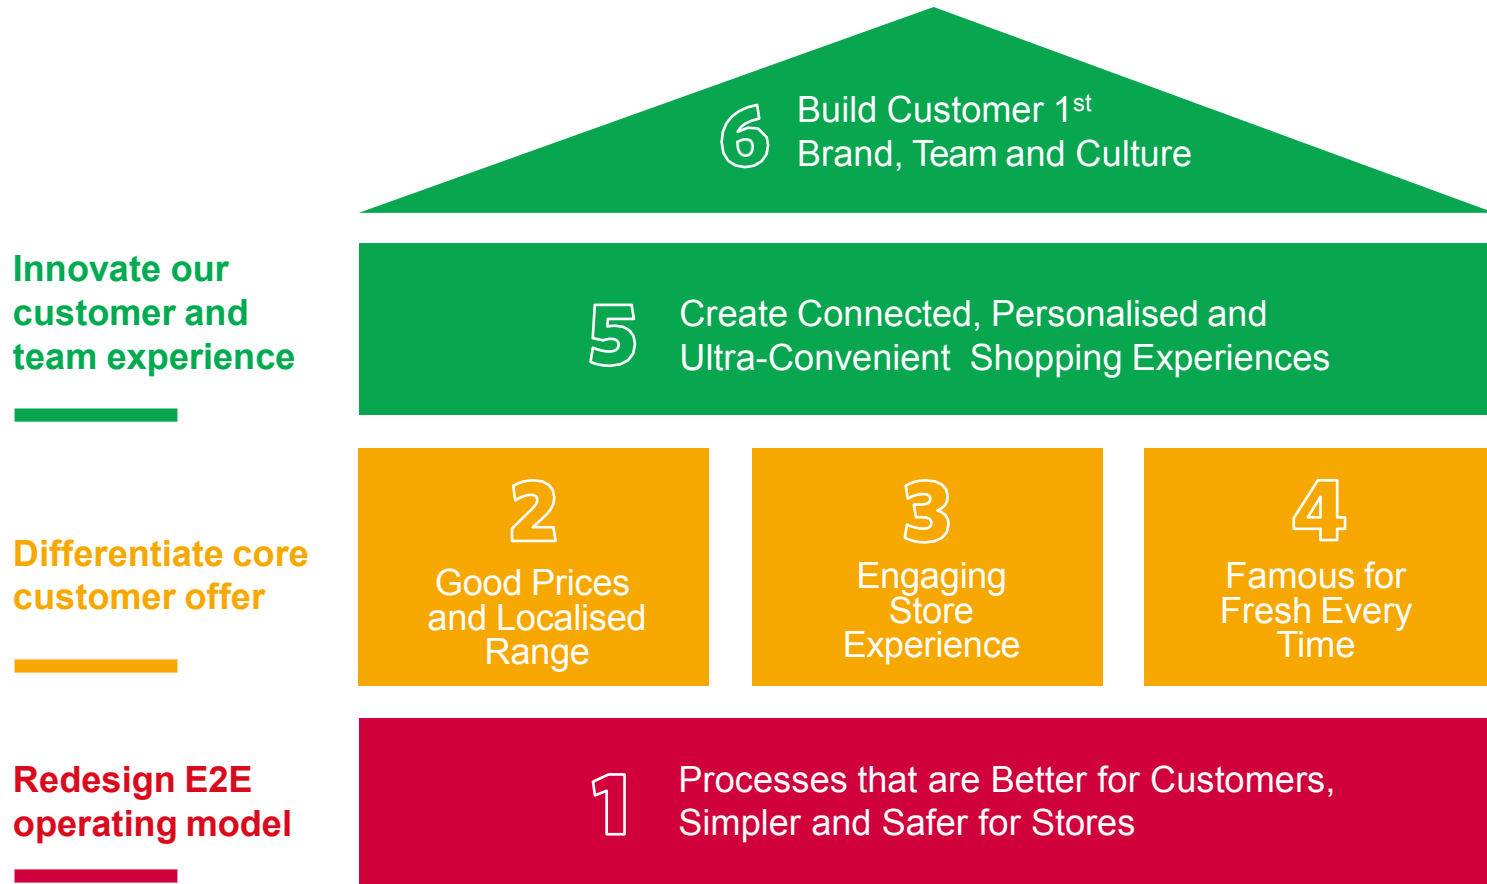 6
Build Customer 1st
Brand, Team and Culture
Innovate our
customer and
team experience
5
Create Connected, Personalised and
Ultra-Convenient  Shopping Experiences
Differentiate core
customer offer
2
Good Prices
and Localised
Range
3
Engaging
Store
Experience
4
Famous for
Fresh Every
Time
Redesign E2E
operating model
1
Processes that are Better for Customers,
Simpler and Safer for Stores